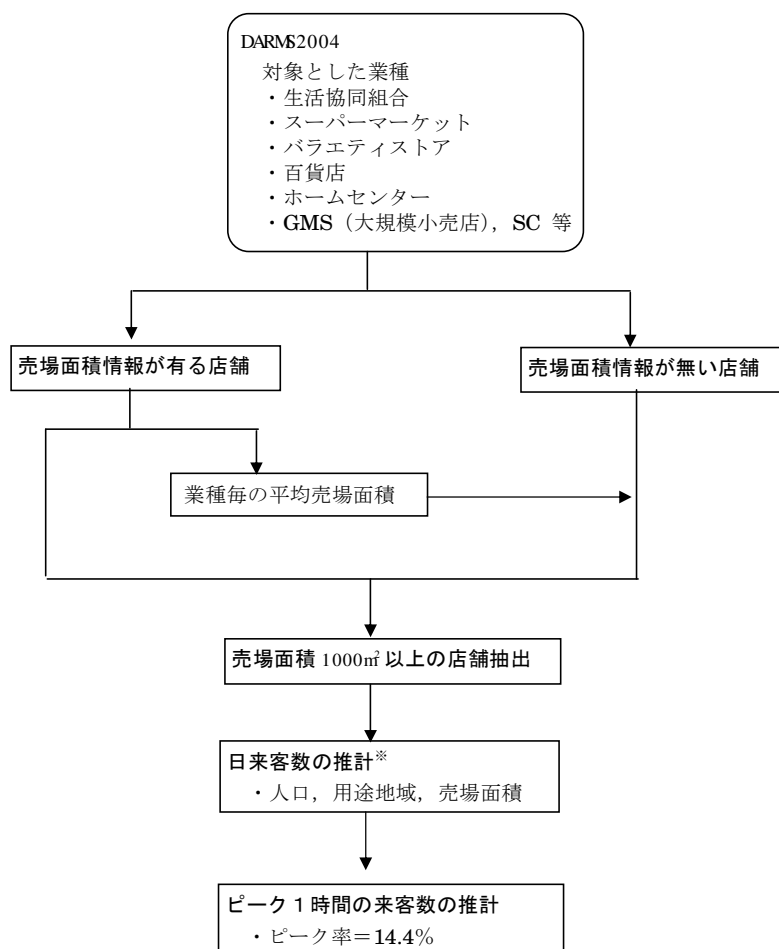 DARMS2004
対象とした業種
・生活協同組合
・スーパーマーケット
・バラエティストア
・百貨店
・ホームセンター
・GMS(大規模小売店),SC 等
売場面積情報が有る店舗
売場面積情報が無い店舗
業種毎の平均売場面積
売場面積 1000㎡以上の店舗抽出
日来客数の推計※
・人口,用途地域,売場面積
ピーク 1 時間の来客数の推計
・ピーク率=14.4%